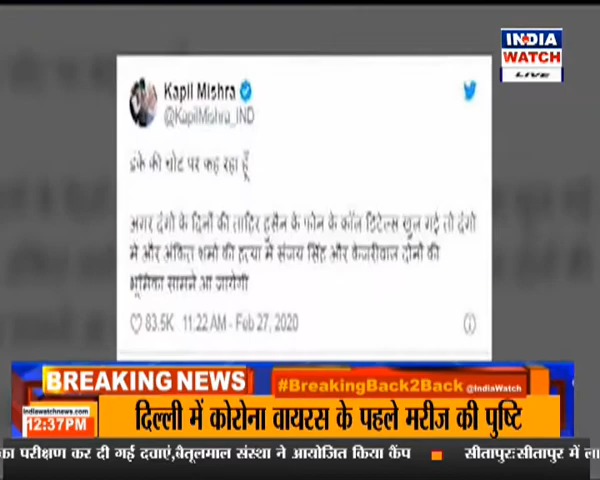 INDIA
WATCH
LIVE
Kapil Mishra
@KapilMishra_IND
डंके की चोट पर कह रहा हूँ
अगर दंगो के दिनों की ताहिर हुसैन के फोन के कॉल डिटेल्स खुल गई तो दंगो
में और अंकित शर्मा की हत्या में संजय सिंह और केजरीवाल दोनों की
भूमिका सामने आ जायेगी
83.5K 11:22 AM - Feb 27, 2020
BREAKING NEWS
#BreakingBack2Back @IndiaWatch
indiawatchnews.com
12:37PM
दिल्ली में कोरोना वायरस के पहले मरीज की पुष्टि
का परीक्षण कर दी गई दवाएं,बैतूलमाल संस्था ने आयोजित किया कैंप सीतापुरःसीतापुर में ला